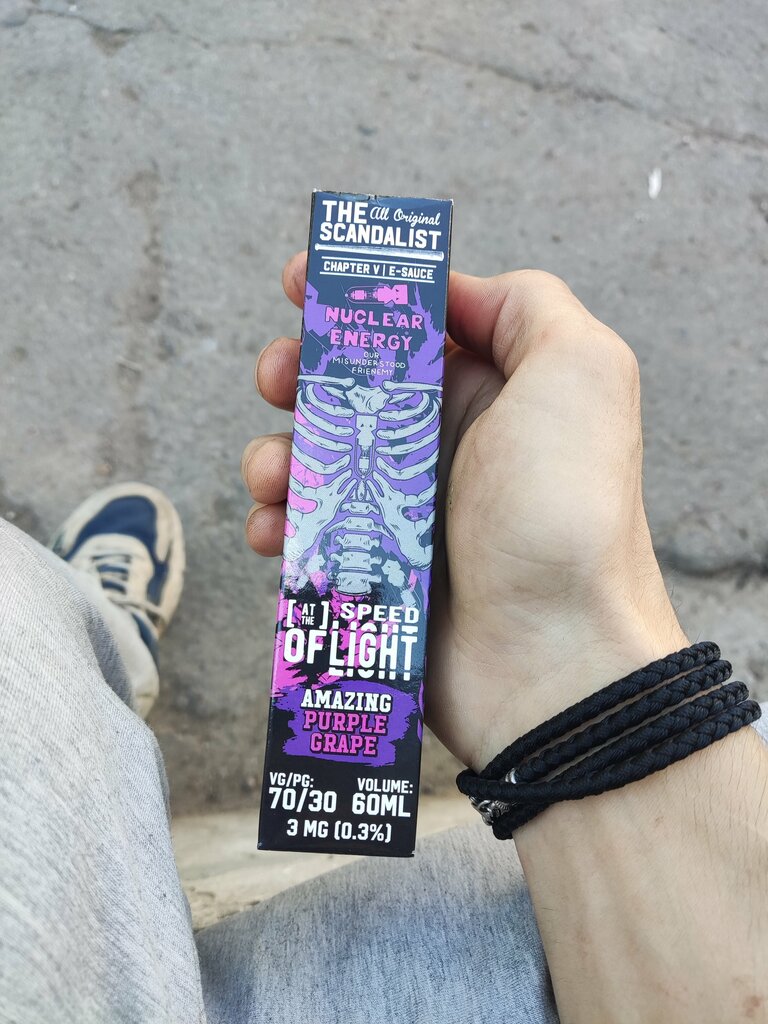 THE All Original
SCANDALIST
CHAPTER V | E-SAUCE
NUCLEAR
ENERGY
OUR
MISUNDERSTOOD
FRIENEMY
[AT THE] SPEED
OF LIGHT
AMAZING
PURPLE
GRAPE
VG/PG: VOLUME:
70/30 60ML
3 MG (0.3%)